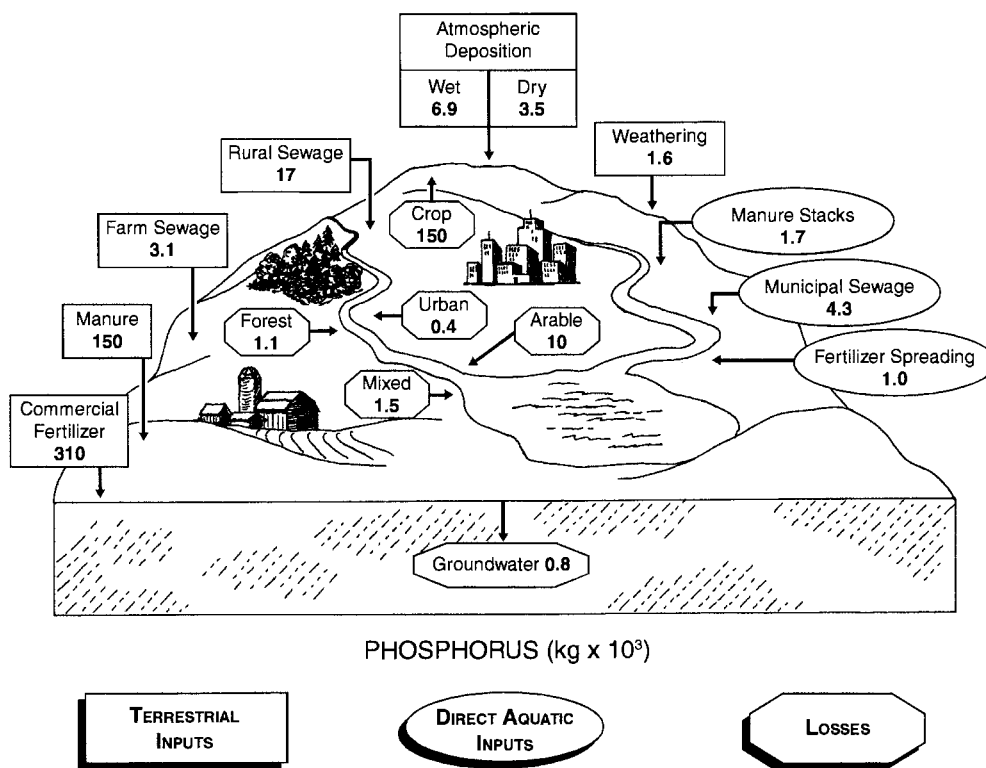 Atmospheric
Deposition
Wet
6.9
Dry
3.5
Weathering
1.6
Rural Sewage
17
Manure Stacks
1.7
Crop
150
Farm Sewage
3.1
Municipal Sewage
4.3
Manure
150
Forest
1.1
Urban
0.4
Arable
10
Fertilizer Spreading
1.0
Mixed
1.5
Commercial
Fertilizer
310
Groundwater 0.8
PHOSPHORUS (kg x 10³)
TERRESTRIAL
INPUTS
DIRECT AQUATIC
INPUTS
LOSSES